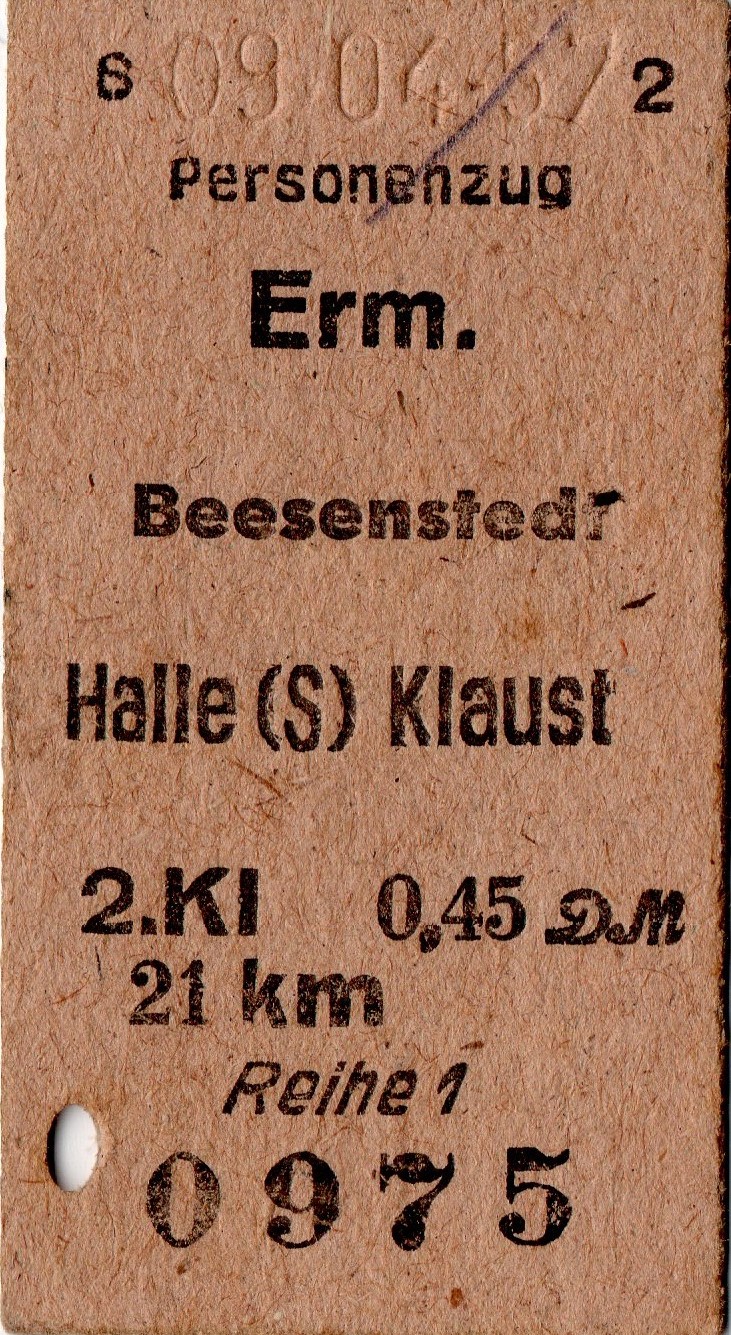 6 09 04 57 2
Personenzug
Erm.
Beesenstedt
Halle (S) Klaust
2.Kl 0,45 DM
21 km
Reihe 1
0975